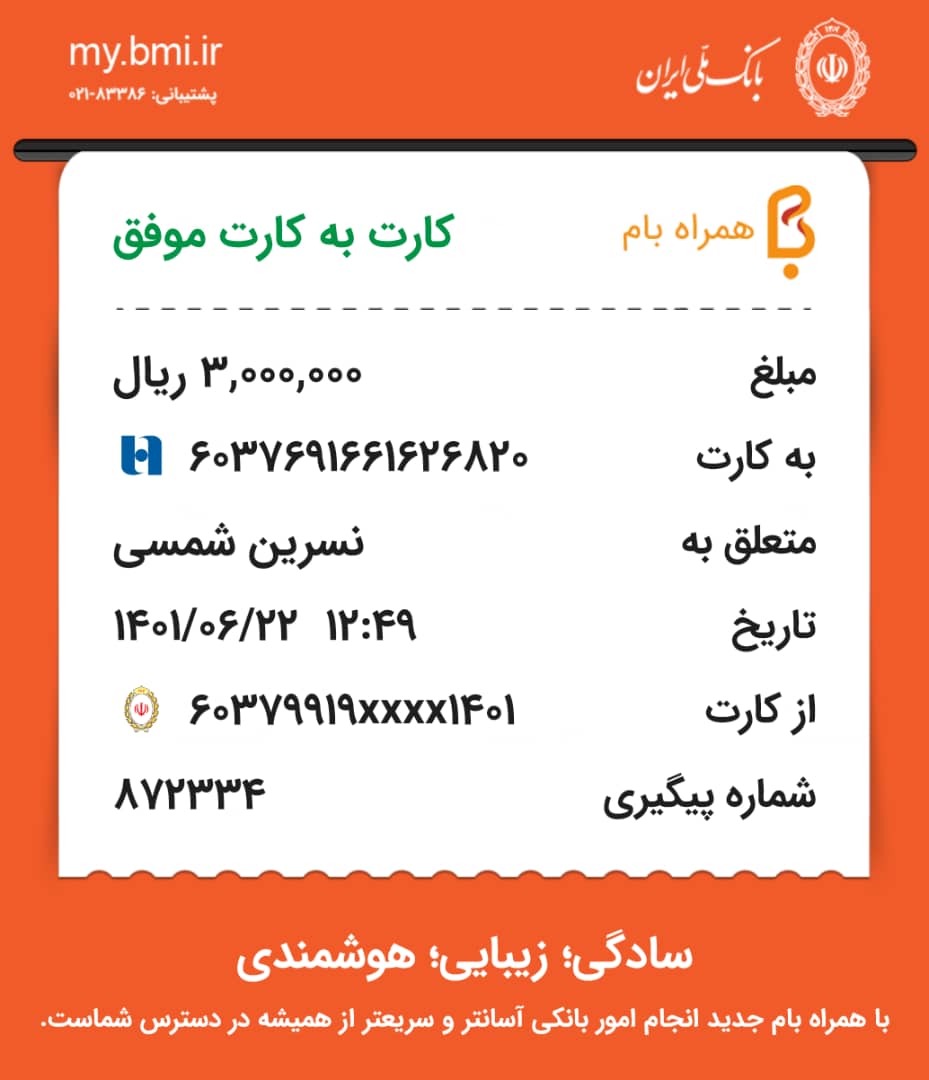 my.bmi.ir
پشتیبانی: ۸۳۳۸۶-۰۲۱
بانک ملی ایران
همراه بام
کارت به کارت موفق
مبلغ ۳,۰۰۰,۰۰۰ ریال
به کارت ۶۰۳۷۶۹۱۶۶۱۶۲۶۸۲۰
متعلق به نسرین شمسی
تاریخ ۱۴۰۱/۰۶/۲۲ ۱۲:۴۹
از کارت ۶۰۳۷۹۹۱۹xxxx۱۴۰۱
شماره پیگیری ۸۷۲۳۳۴
سادگی؛ زیبایی؛ هوشمندی
با همراه بام جدید انجام امور بانکی آسانتر و سریعتر از همیشه در دسترس شماست.